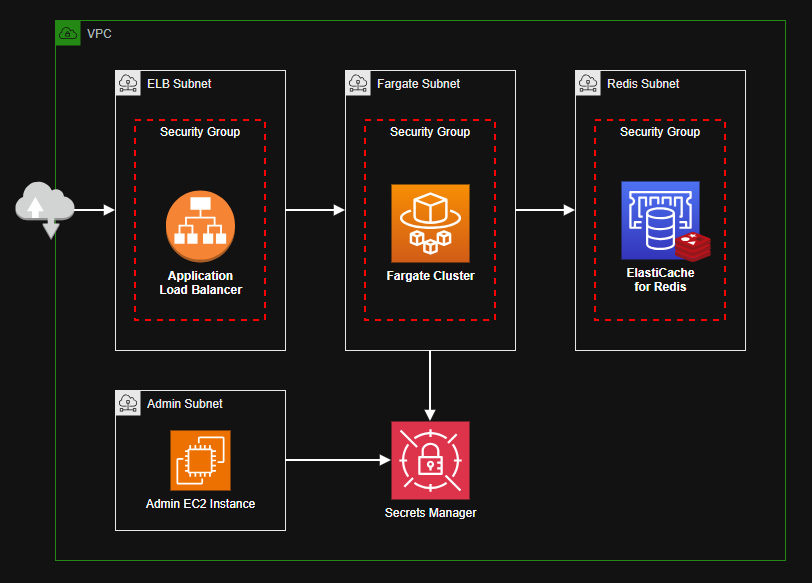 VPC
ELB Subnet
Security Group
Application
Load Balancer
Fargate Subnet
Security Group
Fargate Cluster
Redis Subnet
Security Group
ElastiCache
for Redis
Admin Subnet
Admin EC2 Instance
Secrets Manager